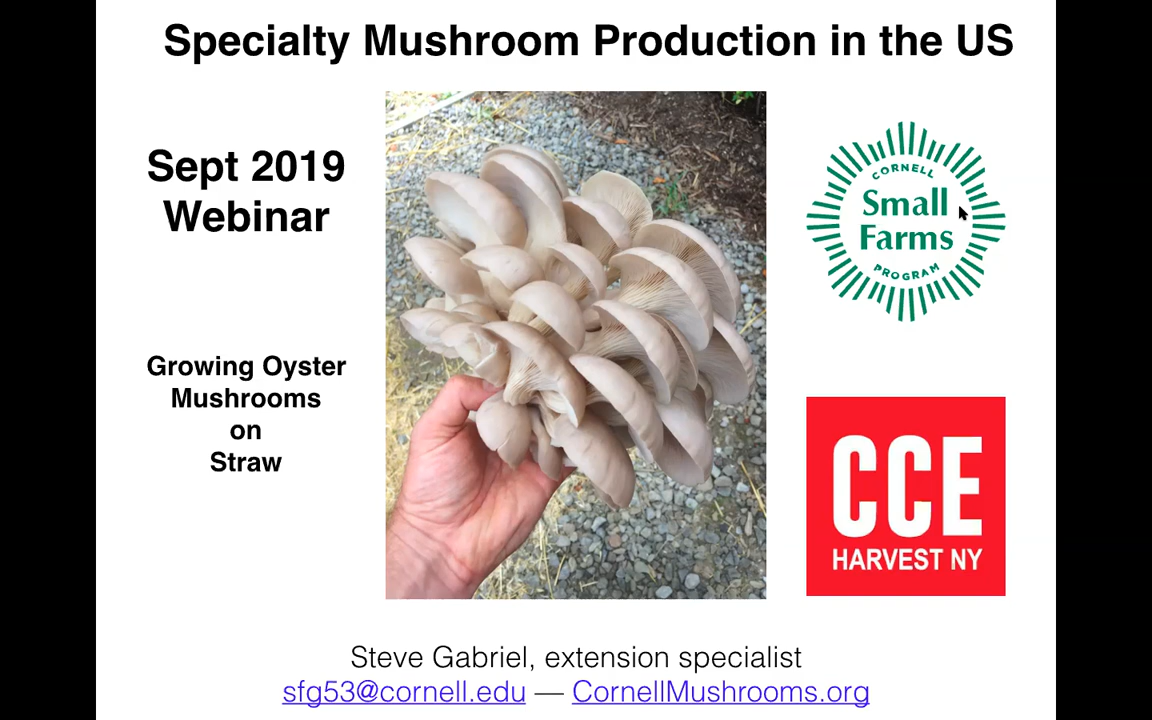 Specialty Mushroom Production in the US
Sept 2019
Webinar
Growing Oyster
Mushrooms
on
Straw
CORNELL
Small
Farms
PROGRAM
CCE
HARVEST NY
Steve Gabriel, extension specialist
sfg53@cornell.edu — CornellMushrooms.org